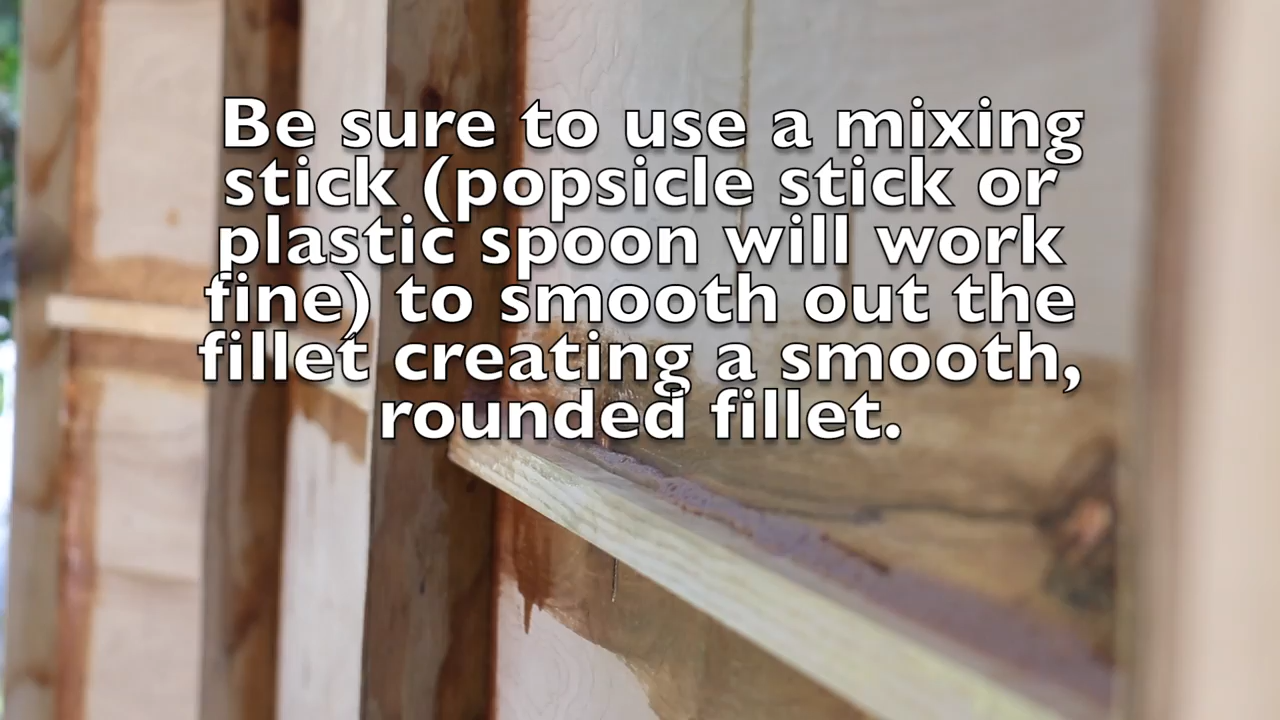 Be sure to use a mixing
stick (popsicle stick or
plastic spoon will work
fine) to smooth out the
fillet creating a smooth,
rounded fillet.